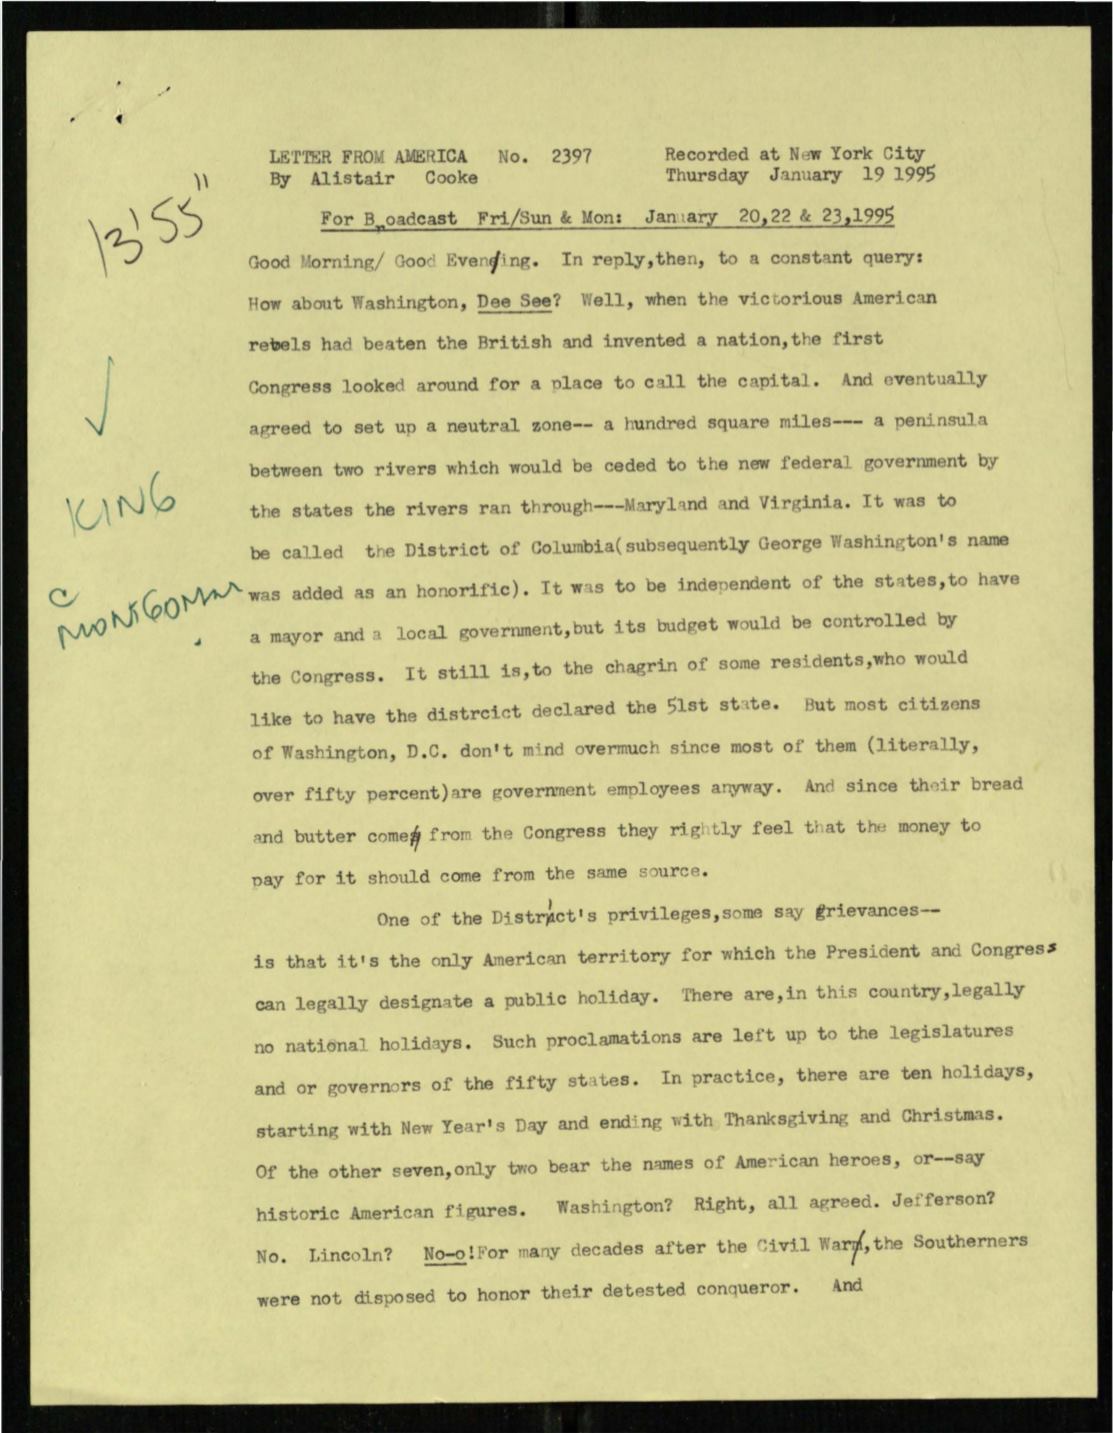 LETTER FROM AMERICA No. 2397 Recorded at New York City
By Alistair Cooke Thursday January 19 1995
13'55"
For B oadcast Fri/Sun & Mon: January 20,22 & 23,1995
Good Morning/ Good Evening. In reply,then, to a constant query:
How about Washington, Dee See? Well, when the victorious American
rebels had beaten the British and invented a nation,the first
Congress looked around for a place to call the capital. And eventually
agreed to set up a neutral zone-- a hundred square miles--- a peninsula
between two rivers which would be ceded to the new federal government by
KING
the states the rivers ran through---Maryland and Virginia. It was to
be called the District of Columbia(subsequently George Washington's name
C
MONTGOMERY
was added as an honorific). It was to be independent of the states,to have
a mayor and a local government,but its budget would be controlled by
the Congress. It still is,to the chagrin of some residents,who would
like to have the distrcict declared the 51st state. But most citizens
of Washington, D.C. don't mind overmuch since most of them (literally,
over fifty percent)are government employees anyway. And since their bread
and butter come from the Congress they rightly feel that the money to
pay for it should come from the same source.
One of the District's privileges,some say grievances--
is that it's the only American territory for which the President and Congress
can legally designate a public holiday. There are,in this country,legally
no national holidays. Such proclamations are left up to the legislatures
and or governors of the fifty states. In practice, there are ten holidays,
starting with New Year's Day and ending with Thanksgiving and Christmas.
Of the other seven,only two bear the names of American heroes, or--say
historic American figures. Washington? Right, all agreed. Jefferson?
No. Lincoln? No-o!For many decades after the Civil War,the Southerners
were not disposed to honor their detested conqueror. And